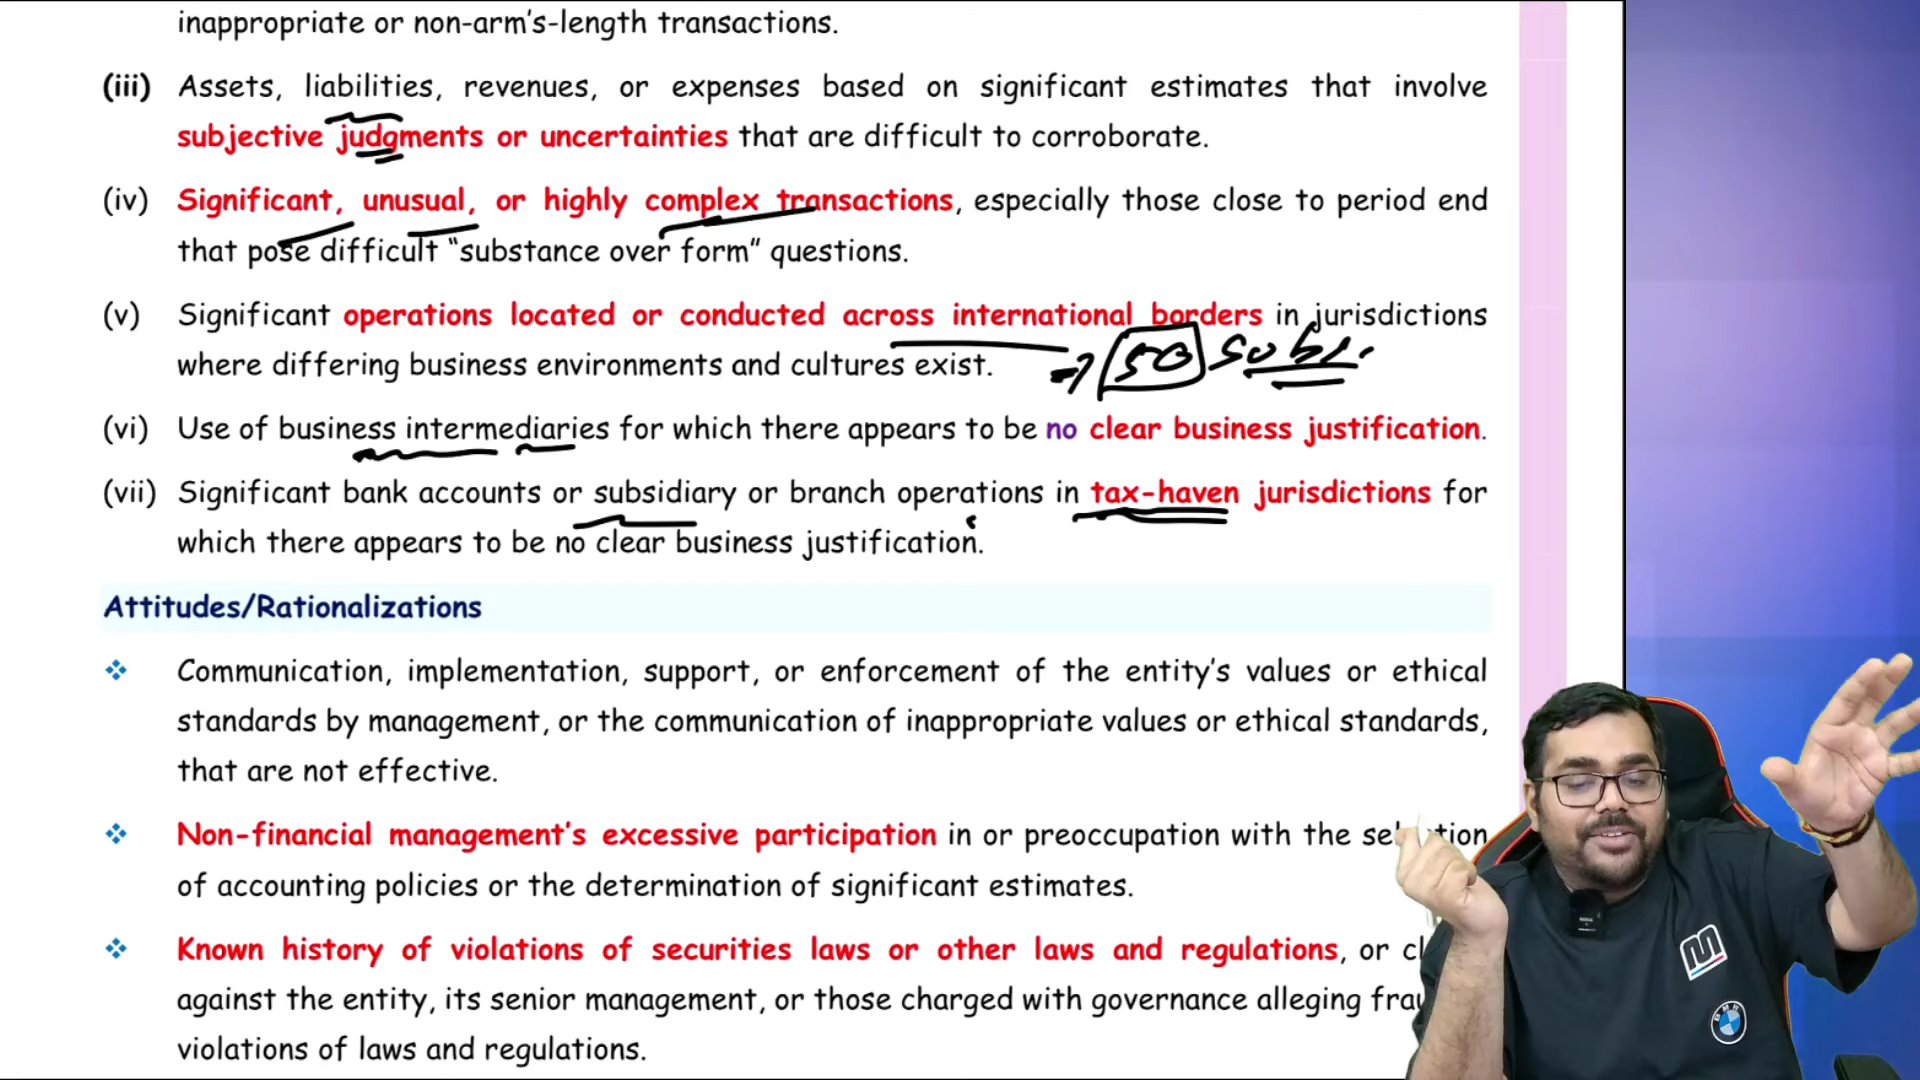 inappropriate or non-arm's-length transactions.
(iii) Assets, liabilities, revenues, or expenses based on significant estimates that involve
subjective judgments or uncertainties that are difficult to corroborate.
(iv) Significant, unusual, or highly complex transactions, especially those close to period end
that pose difficult “substance over form” questions.
(v) Significant operations located or conducted across international borders in jurisdictions
where differing business environments and cultures exist.
50 subs.
(vi) Use of business intermediaries for which there appears to be no clear business justification.
(vii) Significant bank accounts or subsidiary or branch operations in tax-haven jurisdictions for
which there appears to be no clear business justification.
Attitudes/Rationalizations
Communication, implementation, support, or enforcement of the entity's values or ethical
standards by management, or the communication of inappropriate values or ethical standards,
that are not effective.
Non-financial management's excessive participation in or preoccupation with the
of accounting policies or the determination of significant estimates.
Known history of violations of securities laws or other laws and regulations, or
against the entity, its senior management, or those charged with governance alleging
violations of laws and regulations.
BMW